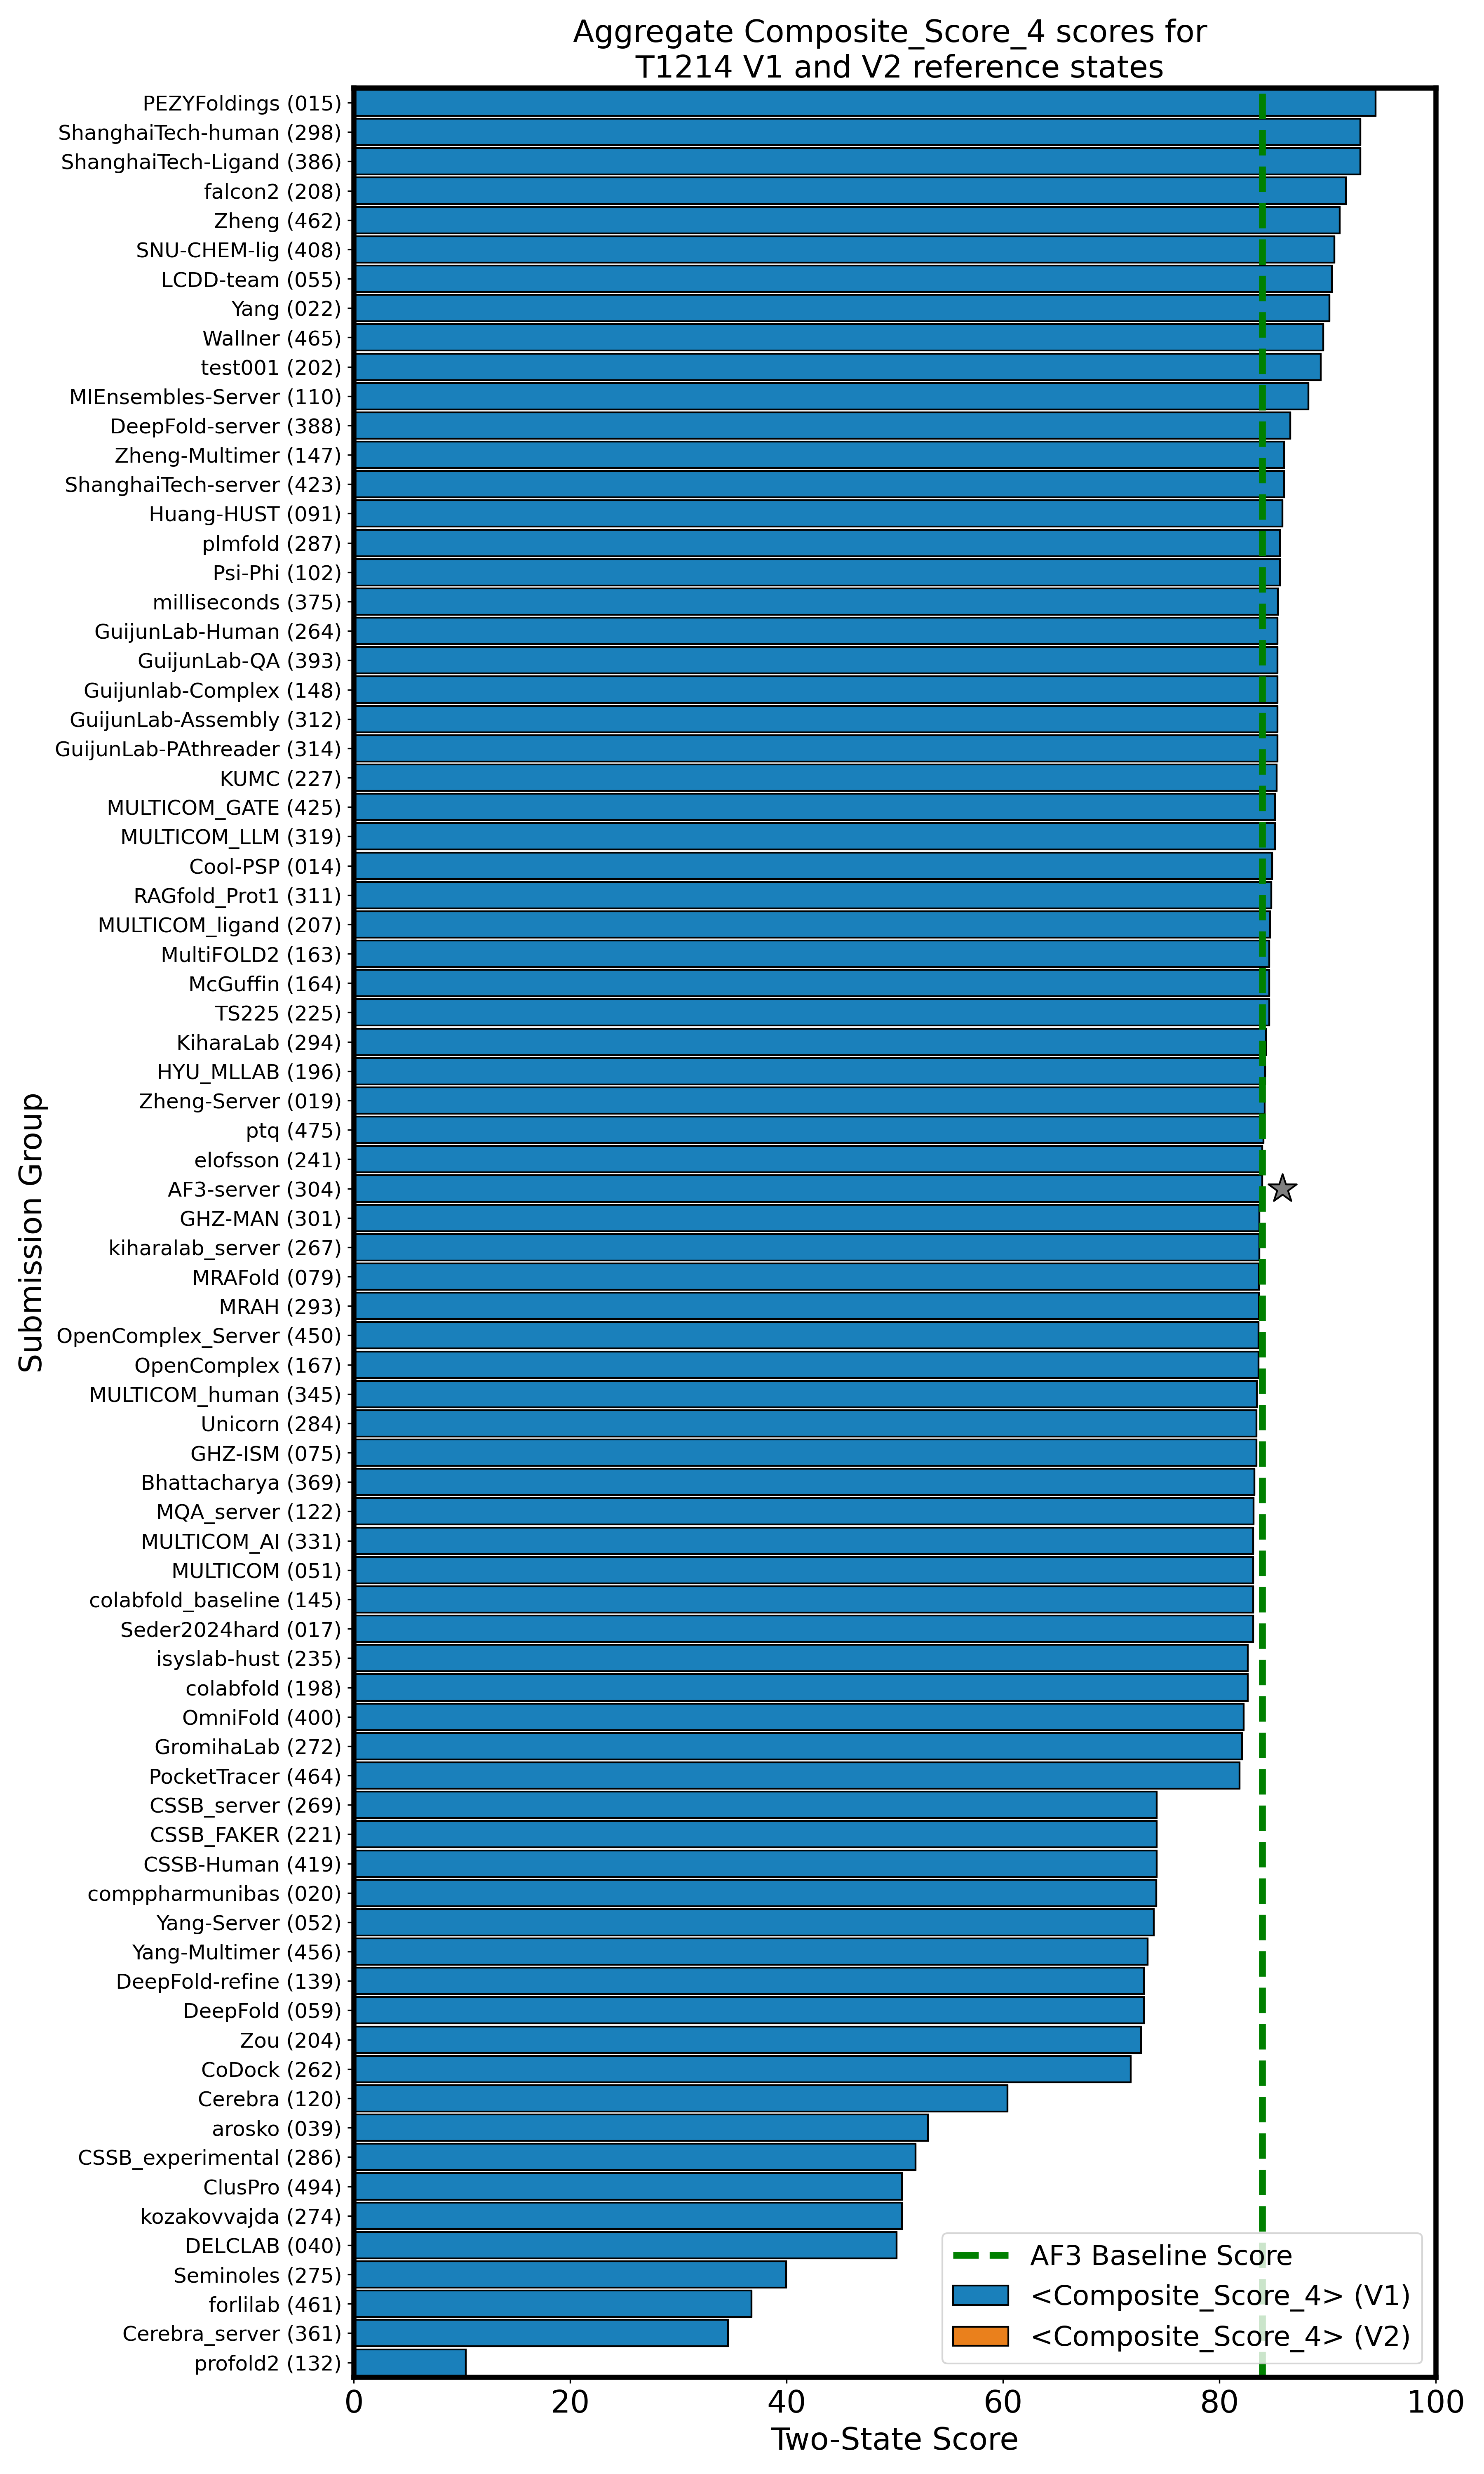 Aggregate Composite_Score_4 scores for
T1214 V1 and V2 reference states
PEZYFoldings (015)
ShanghaiTech-human (298)
ShanghaiTech-Ligand (386)
falcon2 (208)
Zheng (462)
SNU-CHEM-lig (408)
LCDD-team (055)
Yang (022)
Wallner (465)
test001 (202)
MIEnsembles-Server (110)
DeepFold-server (388)
Zheng-Multimer (147)
ShanghaiTech-server (423)
Huang-HUST (091)
plmfold (287)
Psi-Phi (102)
milliseconds (375)
GuijunLab-Human (264)
GuijunLab-QA (393)
Guijunlab-Complex (148)
GuijunLab-Assembly (312)
GuijunLab-PAthreader (314)
KUMC (227)
MULTICOM_GATE (425)
MULTICOM_LLM (319)
Cool-PSP (014)
RAGfold_Prot1 (311)
MULTICOM_ligand (207)
MultiFOLD2 (163)
McGuffin (164)
TS225 (225)
KiharaLab (294)
HYU_MLLAB (196)
Zheng-Server (019)
ptq (475)
elofsson (241)
AF3-server (304)
GHZ-MAN (301)
kiharalab_server (267)
MRAFold (079)
MRAH (293)
OpenComplex_Server (450)
OpenComplex (167)
MULTICOM_human (345)
Unicorn (284)
GHZ-ISM (075)
Bhattacharya (369)
MQA_server (122)
MULTICOM_AI (331)
MULTICOM (051)
colabfold_baseline (145)
Seder2024hard (017)
isyslab-hust (235)
colabfold (198)
OmniFold (400)
GromihaLab (272)
PocketTracer (464)
CSSB_server (269)
CSSB_FAKER (221)
CSSB-Human (419)
comppharmunibas (020)
Yang-Server (052)
Yang-Multimer (456)
DeepFold-refine (139)
DeepFold (059)
Zou (204)
CoDock (262)
Cerebra (120)
arosko (039)
CSSB_experimental (286)
ClusPro (494)
kozakovvajda (274)
DELCLAB (040)
Seminoles (275)
forlilab (461)
Cerebra_server (361)
profold2 (132)
Submission Group
AF3 Baseline Score
<Composite_Score_4> (V1)
<Composite_Score_4> (V2)
0 20 40 60 80 100
Two-State Score